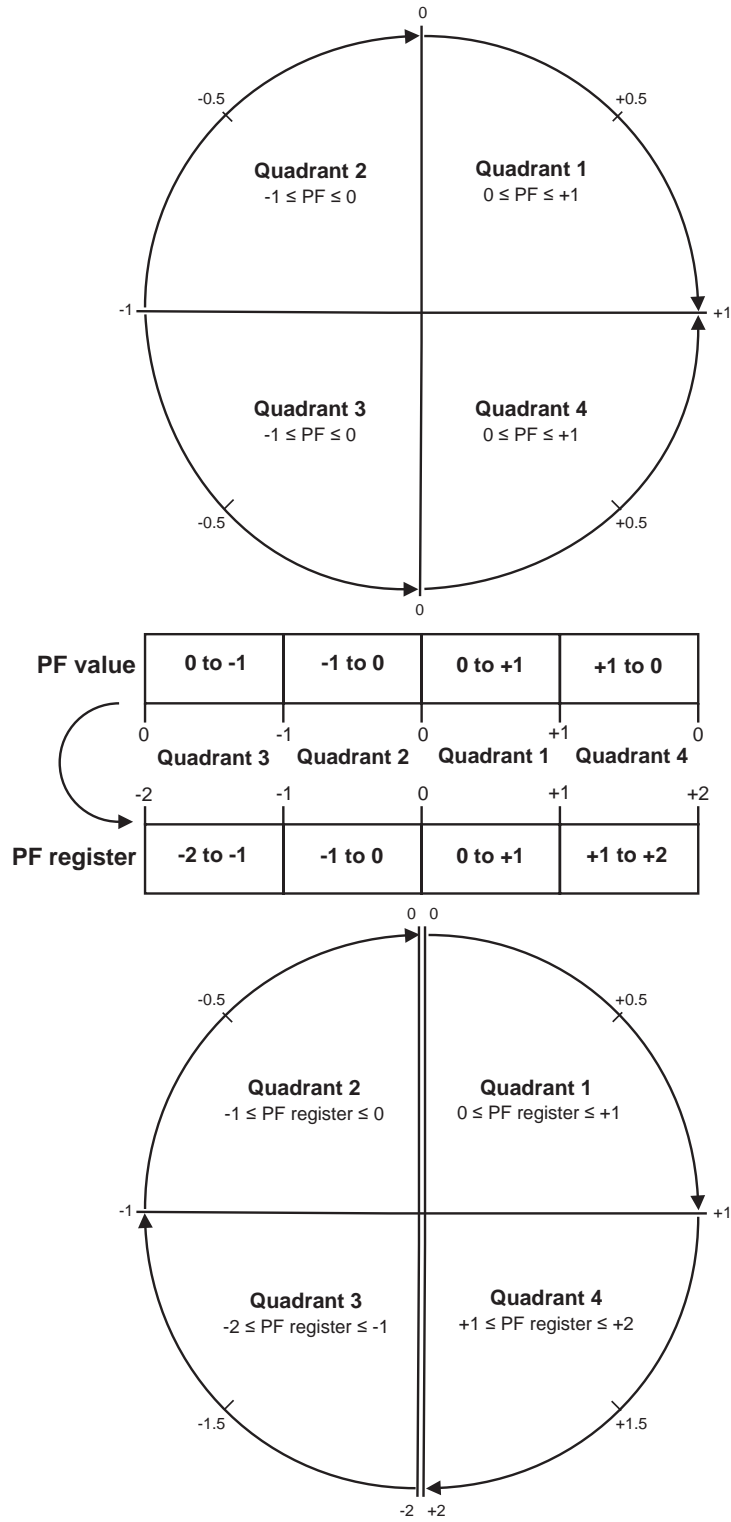 0
-0.5
+0.5
Quadrant 2
-1 ≤ PF ≤ 0
Quadrant 1
0 ≤ PF ≤ +1
-1
+1
Quadrant 3
-1 ≤ PF ≤ 0
Quadrant 4
0 ≤ PF ≤ +1
-0.5
+0.5
0
PF value
0 to -1
-1 to 0
0 to +1
+1 to 0
0
-1
0
+1
0
Quadrant 3
Quadrant 2
Quadrant 1
Quadrant 4
-2
-1
0
+1
+2
PF register
-2 to -1
-1 to 0
0 to +1
+1 to +2
0
0
-0.5
+0.5
Quadrant 2
-1 ≤ PF register ≤ 0
Quadrant 1
0 ≤ PF register ≤ +1
-1
+1
Quadrant 3
-2 ≤ PF register ≤ -1
Quadrant 4
+1 ≤ PF register ≤ +2
-1.5
+1.5
-2
+2